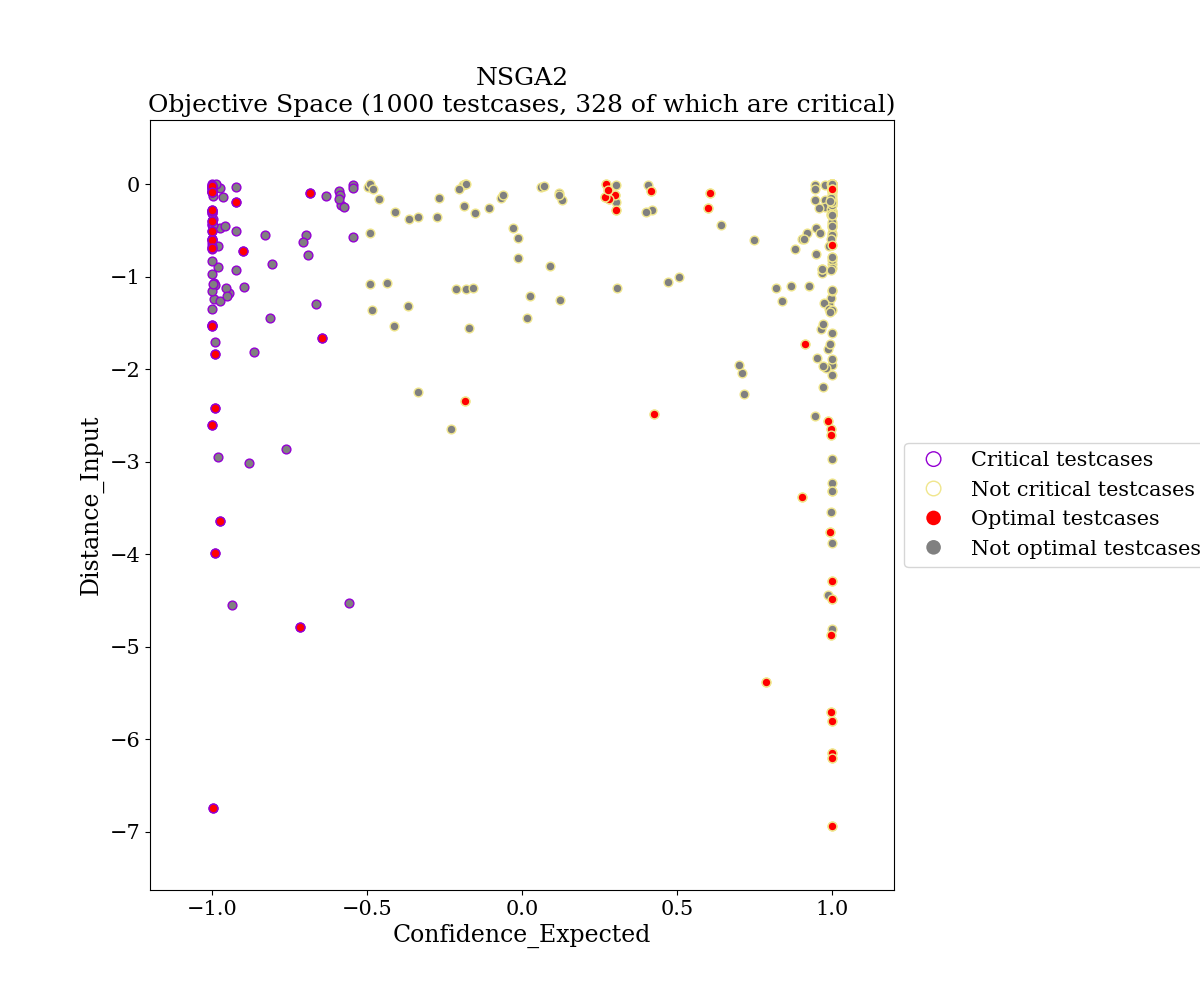 NSGA2
Objective Space (1000 testcases, 328 of which are critical)
0
−1
−2
−3
−4
−5
−6
−7
Distance_Input
−1.0
−0.5
0.0
0.5
1.0
Confidence_Expected
Critical testcases
Not critical testcases
Optimal testcases
Not optimal testcases